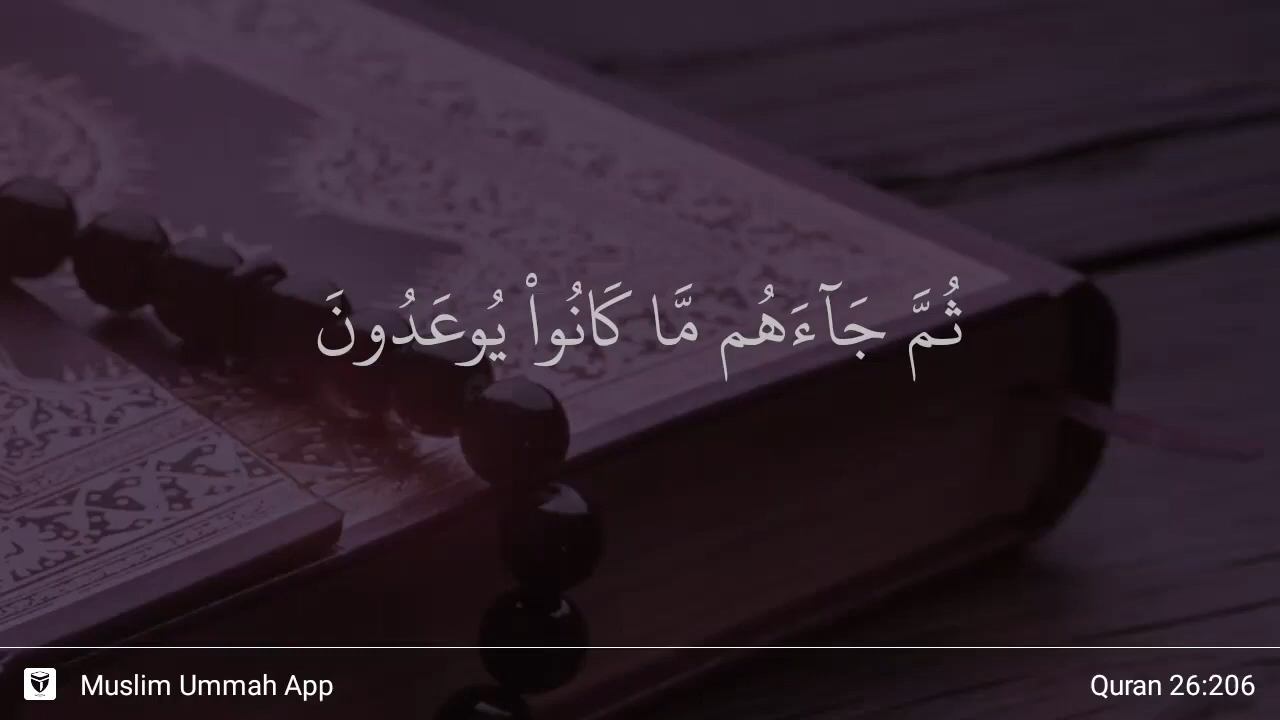 ثُمَّ جَآءَهُم مَّا كَانُوا۟ يُوعَدُونَ
Muslim Ummah App
Quran 26:206